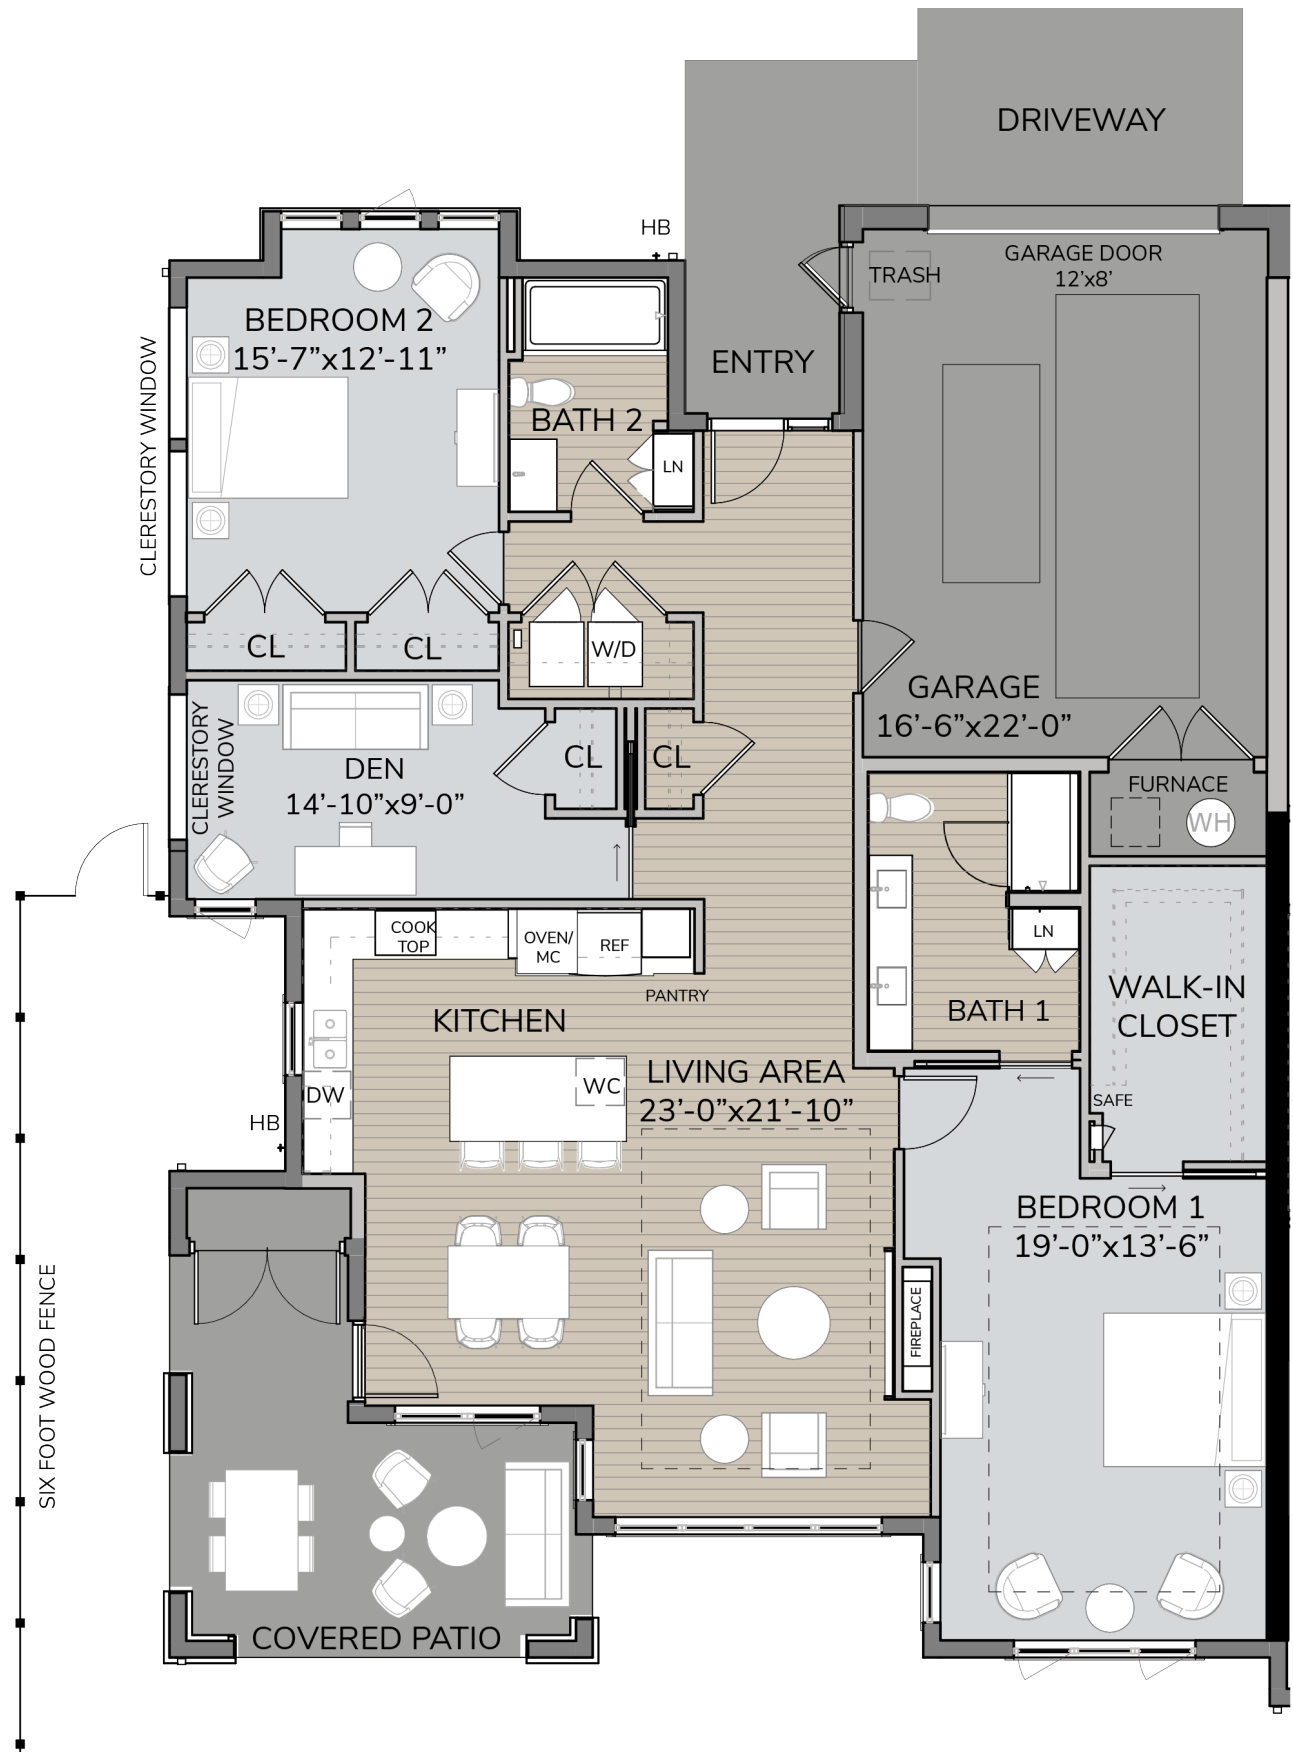 DRIVEWAY
HB
GARAGE DOOR
12'x8'
TRASH
BEDROOM 2
15'-7"x12'-11"
ENTRY
CLERESTORY WINDOW
BATH 2
LN
CL
CL
W/D
GARAGE
16'-6"x22'-0"
CLERESTORY
WINDOW
DEN
14'-10"x9'-0"
CL
CL
FURNACE
WH
COOK
TOP
OVEN/
MC
REF
LN
PANTRY
KITCHEN
BATH 1
WALK-IN
CLOSET
LIVING AREA
23'-0"x21'-10"
WC
DW
SAFE
HB
BEDROOM 1
19'-0"x13'-6"
FIREPLACE
SIX FOOT WOOD FENCE
COVERED PATIO